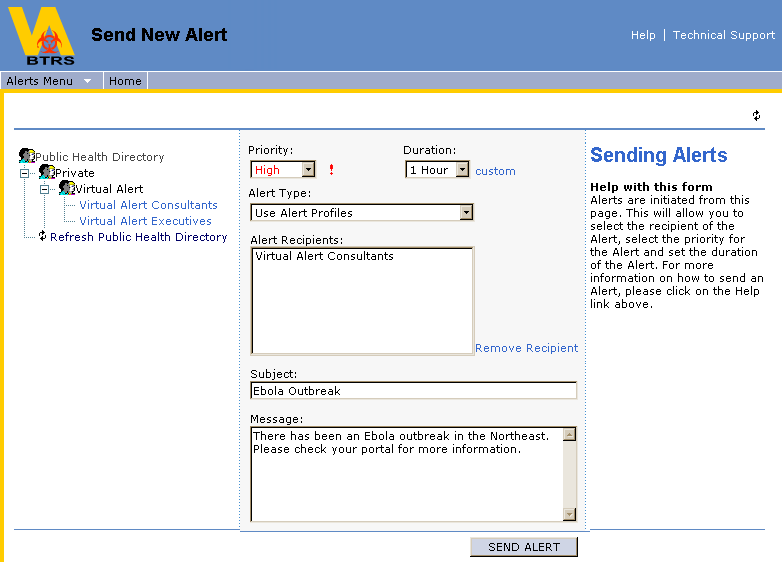 VA
BTRS
Send New Alert
Help | Technical Support
Alerts Menu
Home
Public Health Directory
Private
Virtual Alert
Virtual Alert Consultants
Virtual Alert Executives
Refresh Public Health Directory
Priority:
Duration:
High
!
1 Hour
custom
Alert Type:
Use Alert Profiles
Alert Recipients:
Virtual Alert Consultants
Remove Recipient
Subject:
Ebola Outbreak
Message:
There has been an Ebola outbreak in the Northeast.
Please check your portal for more information.
SEND ALERT
Sending Alerts
Help with this form
Alerts are initiated from this
page. This will allow you to
select the recipient of the
Alert, select the priority for
the Alert and set the duration
of the Alert. For more
information on how to send an
Alert, please click on the Help
link above.